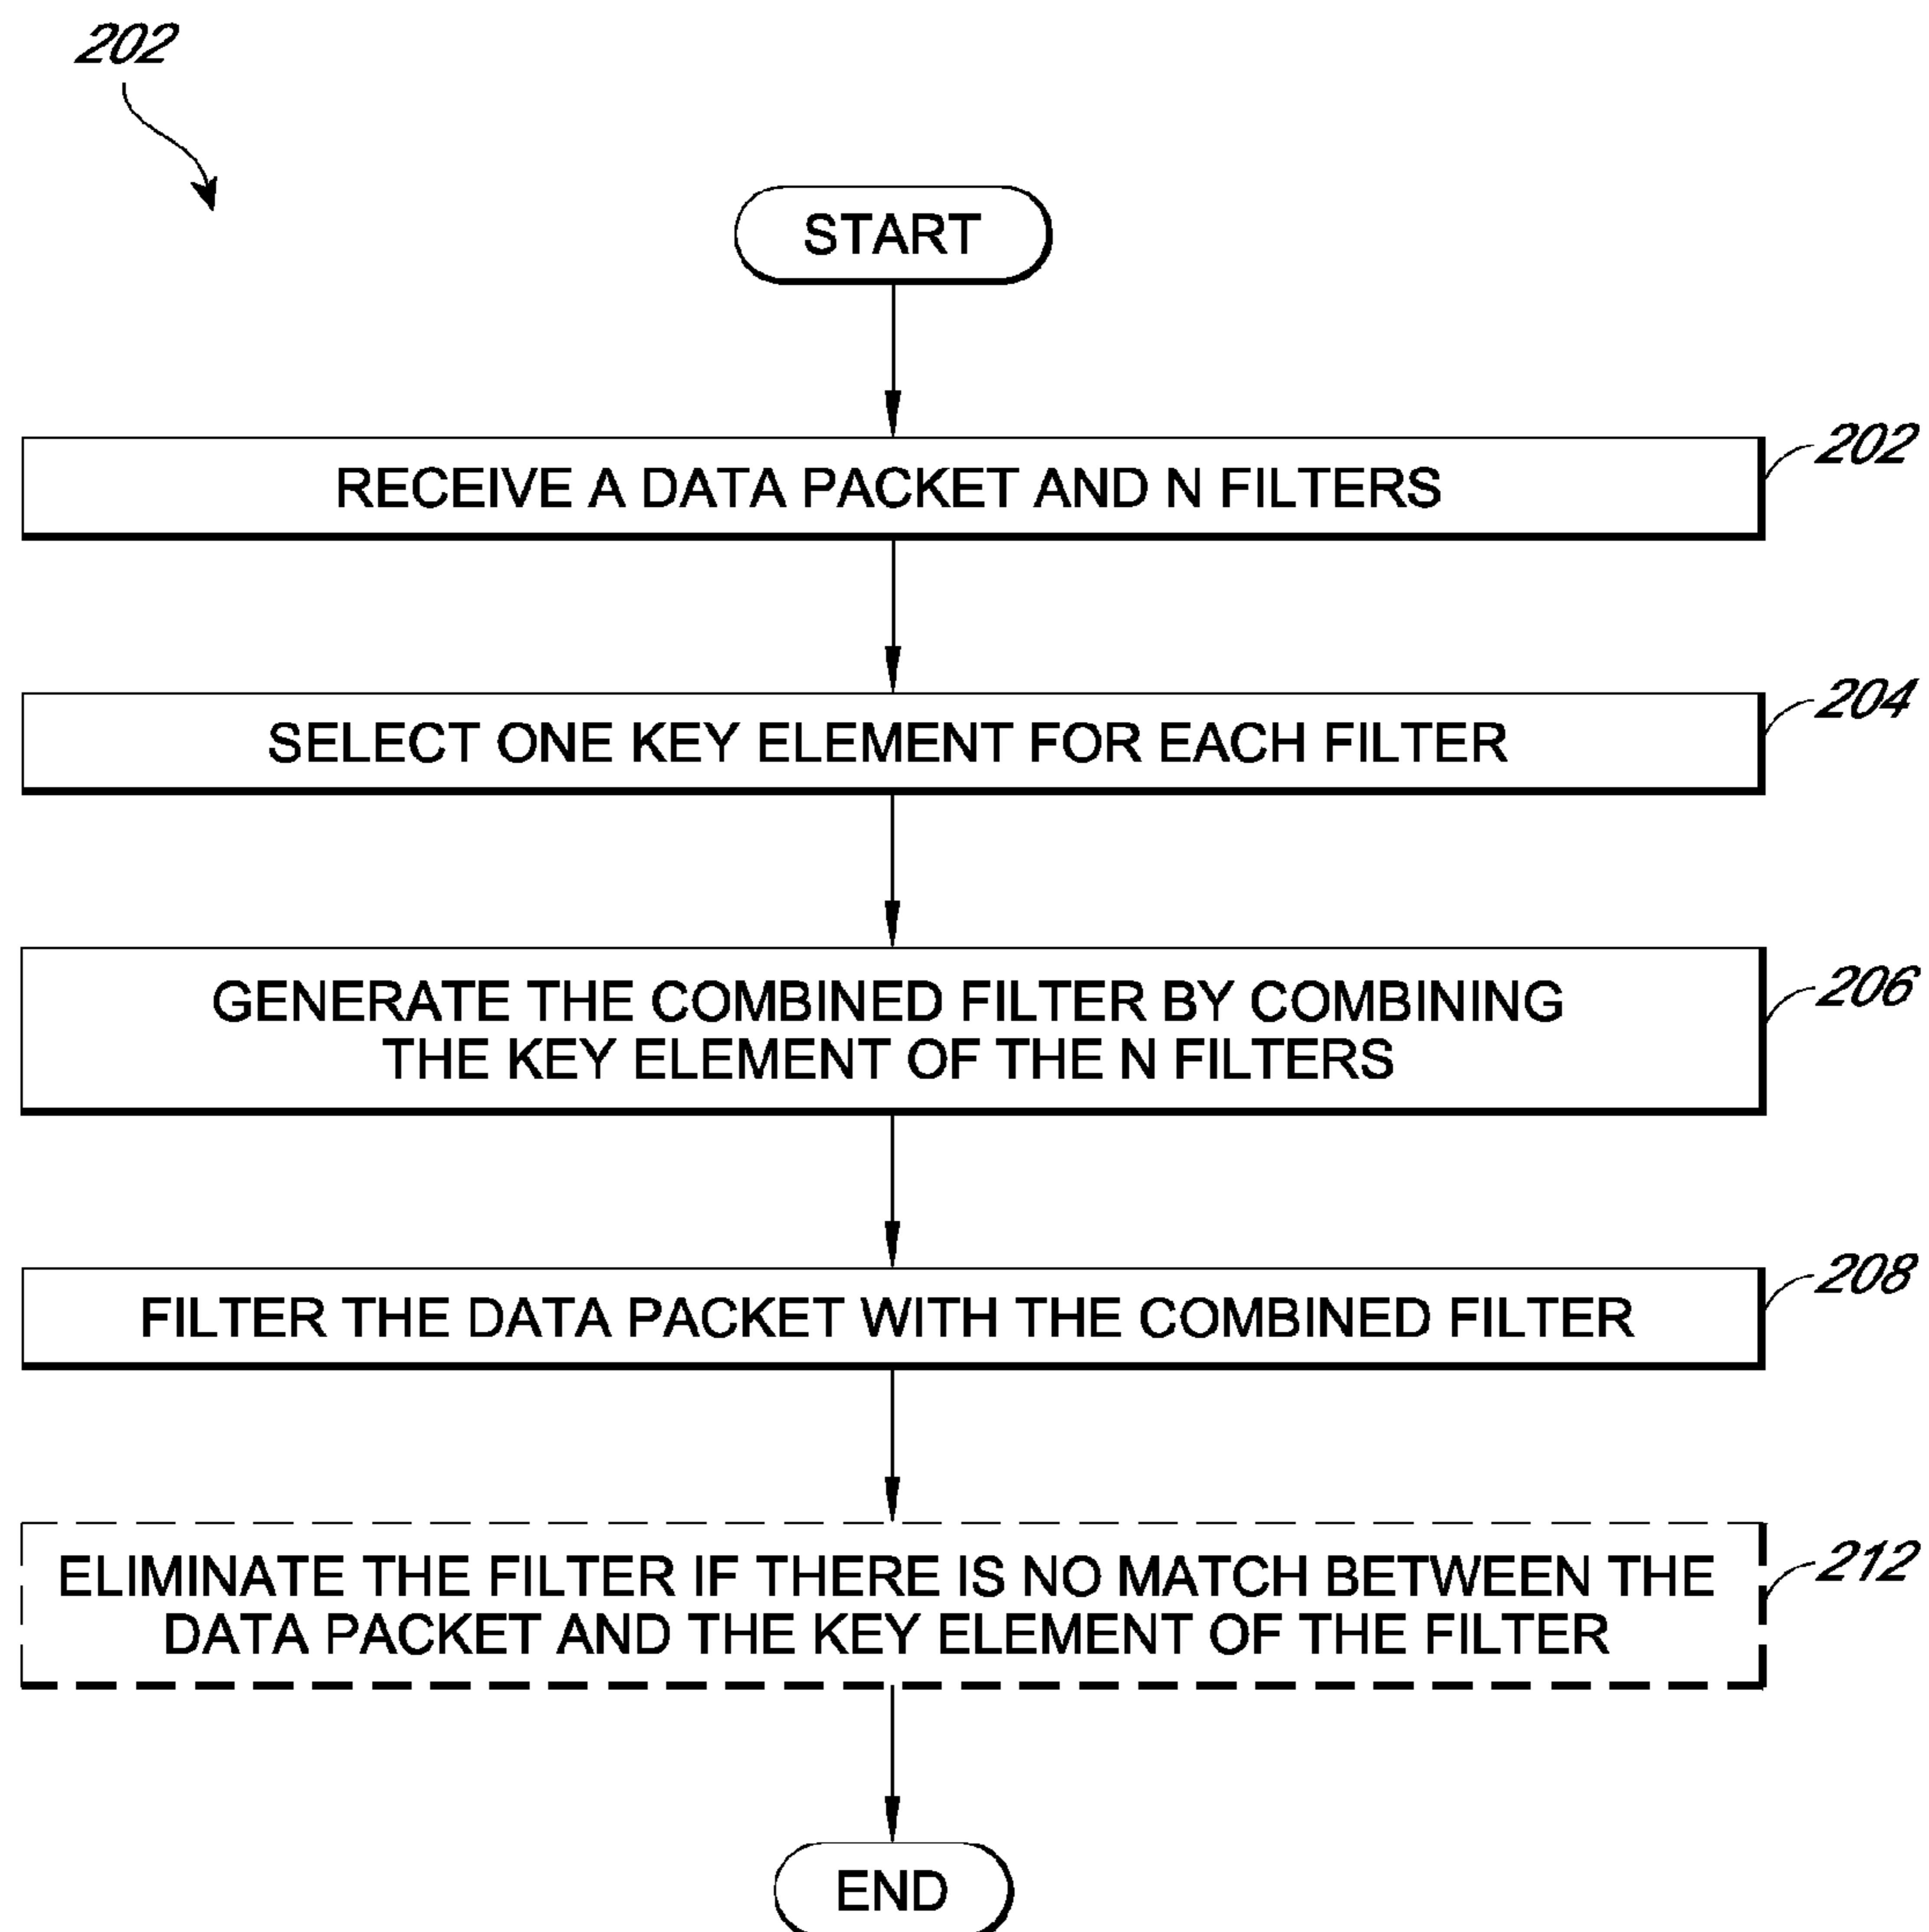 202
START
RECEIVE A DATA PACKET AND N FILTERS
202
SELECT ONE KEY ELEMENT FOR EACH FILTER
204
GENERATE THE COMBINED FILTER BY COMBINING
THE KEY ELEMENT OF THE N FILTERS
206
FILTER THE DATA PACKET WITH THE COMBINED FILTER
208
ELIMINATE THE FILTER IF THERE IS NO MATCH BETWEEN THE
DATA PACKET AND THE KEY ELEMENT OF THE FILTER
212
END